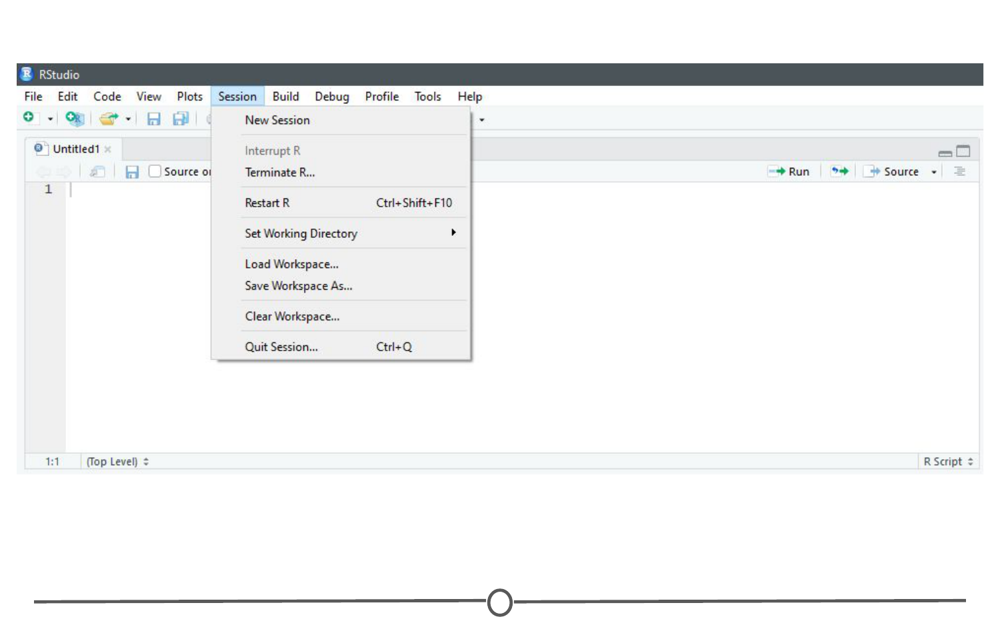 RStudio
File Edit Code View Plots Session Build Debug Profile Tools Help
New Session
Untitled1
Interrupt R
Source
Terminate R...
Run
Source
1
Restart R Ctrl+Shift+F10
Set Working Directory
Load Workspace...
Save Workspace As...
Clear Workspace...
Quit Session... Ctrl+Q
1:1 (Top Level) R Script